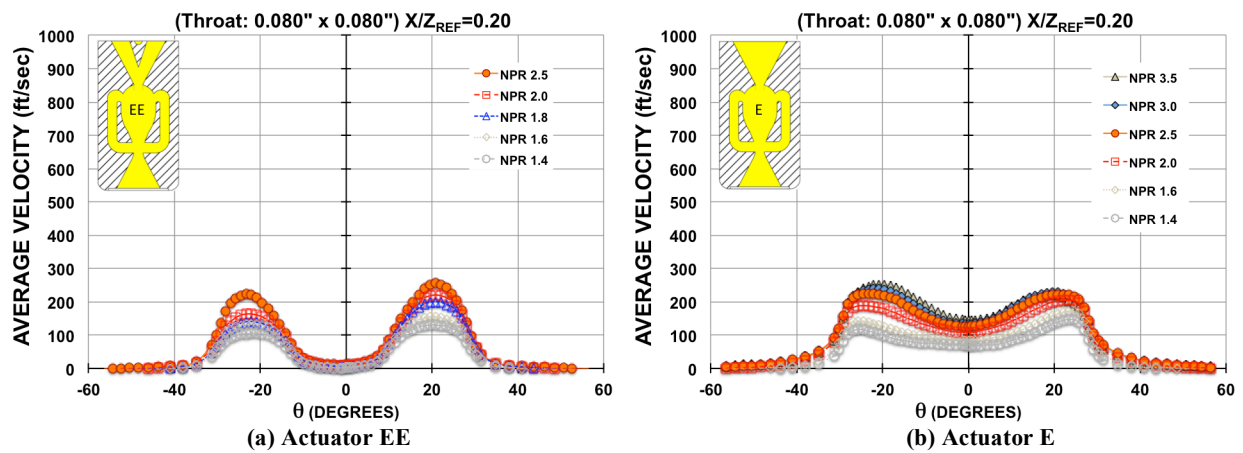 (Throat: 0.080" x 0.080") X/ZREF=0.20
AVERAGE VELOCITY (ft/sec)
1000
900
800
700
600
500
400
300
200
100
0
EE
NPR 2.5
NPR 2.0
NPR 1.8
NPR 1.6
NPR 1.4
-60 -40 -20 0 20 40 60
θ (DEGREES)
(a) Actuator EE
(Throat: 0.080" x 0.080") X/ZREF=0.20
AVERAGE VELOCITY (ft/sec)
1000
900
800
700
600
500
400
300
200
100
0
E
NPR 3.5
NPR 3.0
NPR 2.5
NPR 2.0
NPR 1.6
NPR 1.4
-60 -40 -20 0 20 40 60
θ (DEGREES)
(b) Actuator E